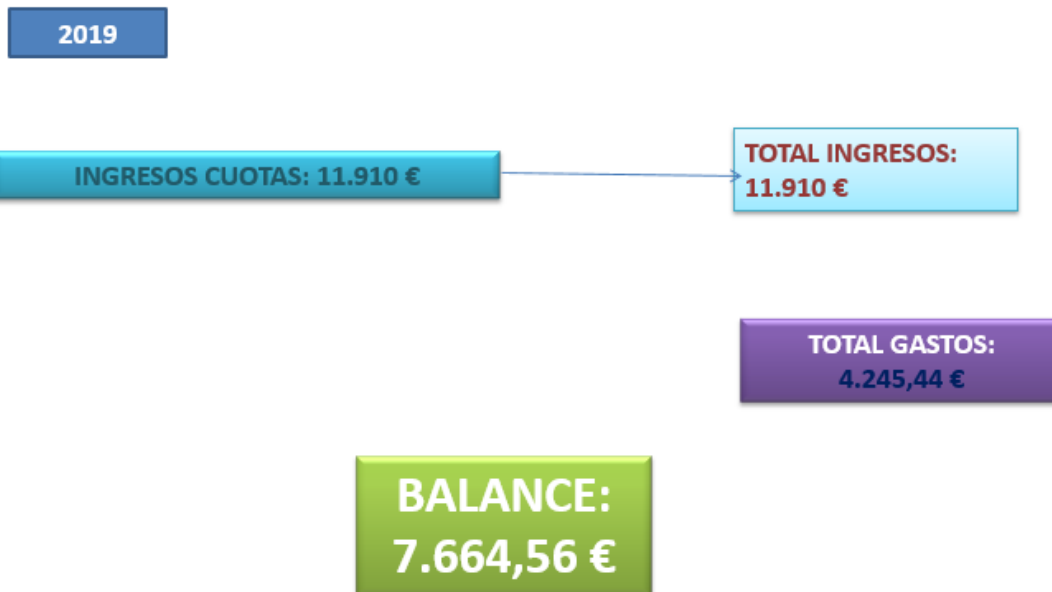 2019
INGRESOS CUOTAS: 11.910 €
TOTAL INGRESOS:
11.910 €
TOTAL GASTOS:
4.245,44 €
BALANCE:
7.664,56 €